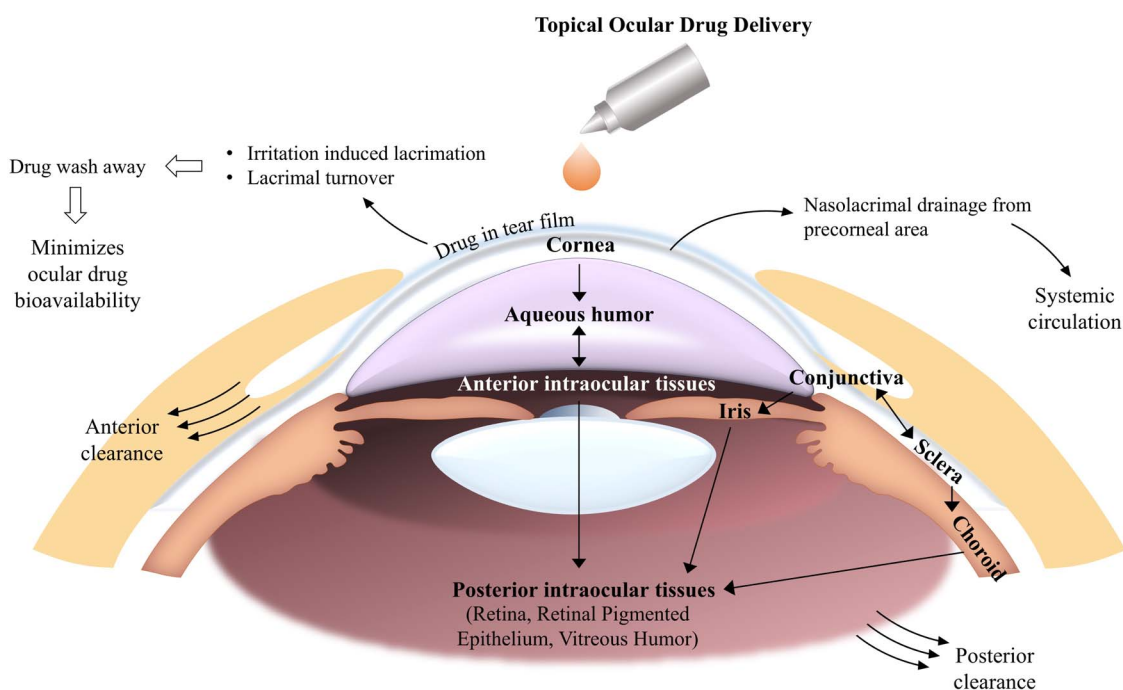 Topical Ocular Drug Delivery
• Irritation induced lacrimation
• Lacrimal turnover
Drug wash away
Minimizes
ocular drug
bioavailability
Drug in tear film
Nasolacrimal drainage from
precorneal area
Systemic
circulation
Cornea
Aqueous humor
Anterior intraocular tissues
Conjunctiva
Iris
Sclera
Choroid
Anterior
clearance
Posterior intraocular tissues
(Retina, Retinal Pigmented
Epithelium, Vitreous Humor)
Posterior
clearance